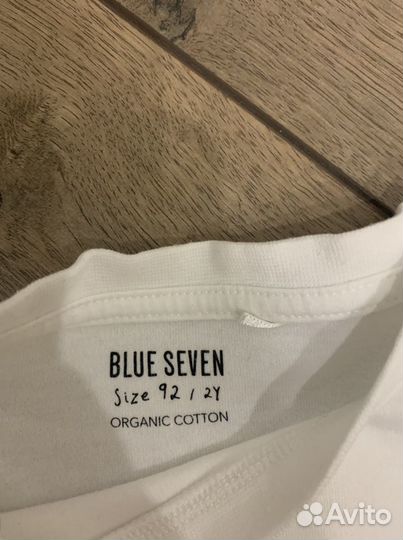 BLUE SEVEN
Size 92 / 2Y
ORGANIC COTTON
Avito